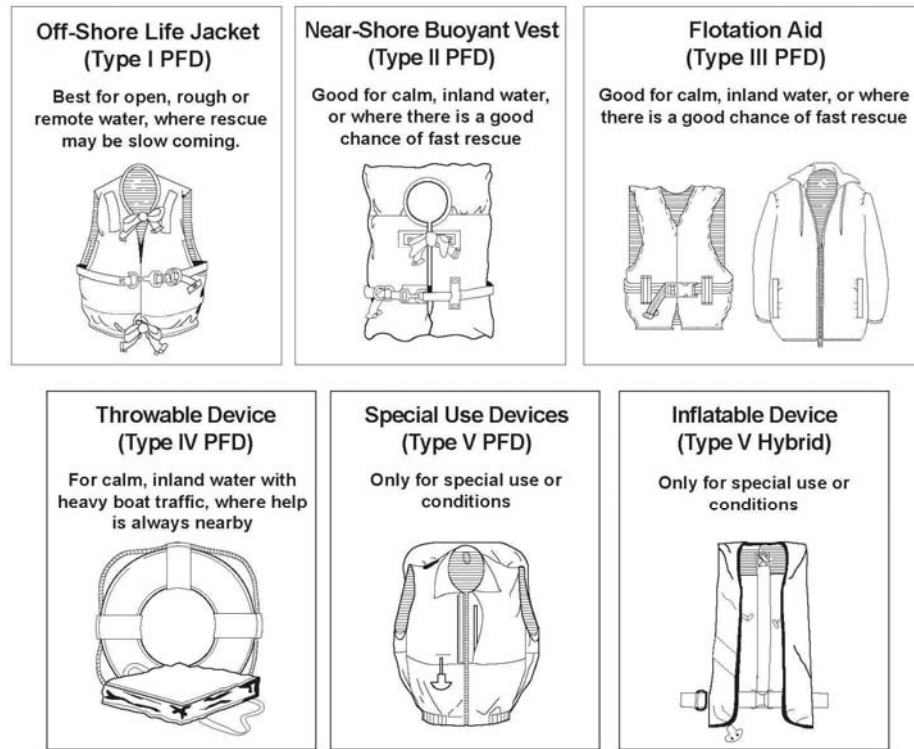 Off-Shore Life Jacket
(Type I PFD)
Best for open, rough or
remote water, where rescue
may be slow coming.
Near-Shore Buoyant Vest
(Type II PFD)
Good for calm, inland water,
or where there is a good
chance of fast rescue
Flotation Aid
(Type III PFD)
Good for calm, inland water, or where
there is a good chance of fast rescue
Throwable Device
(Type IV PFD)
For calm, inland water with
heavy boat traffic, where help
is always nearby
Special Use Devices
(Type V PFD)
Only for special use or
conditions
Inflatable Device
(Type V Hybrid)
Only for special use or
conditions